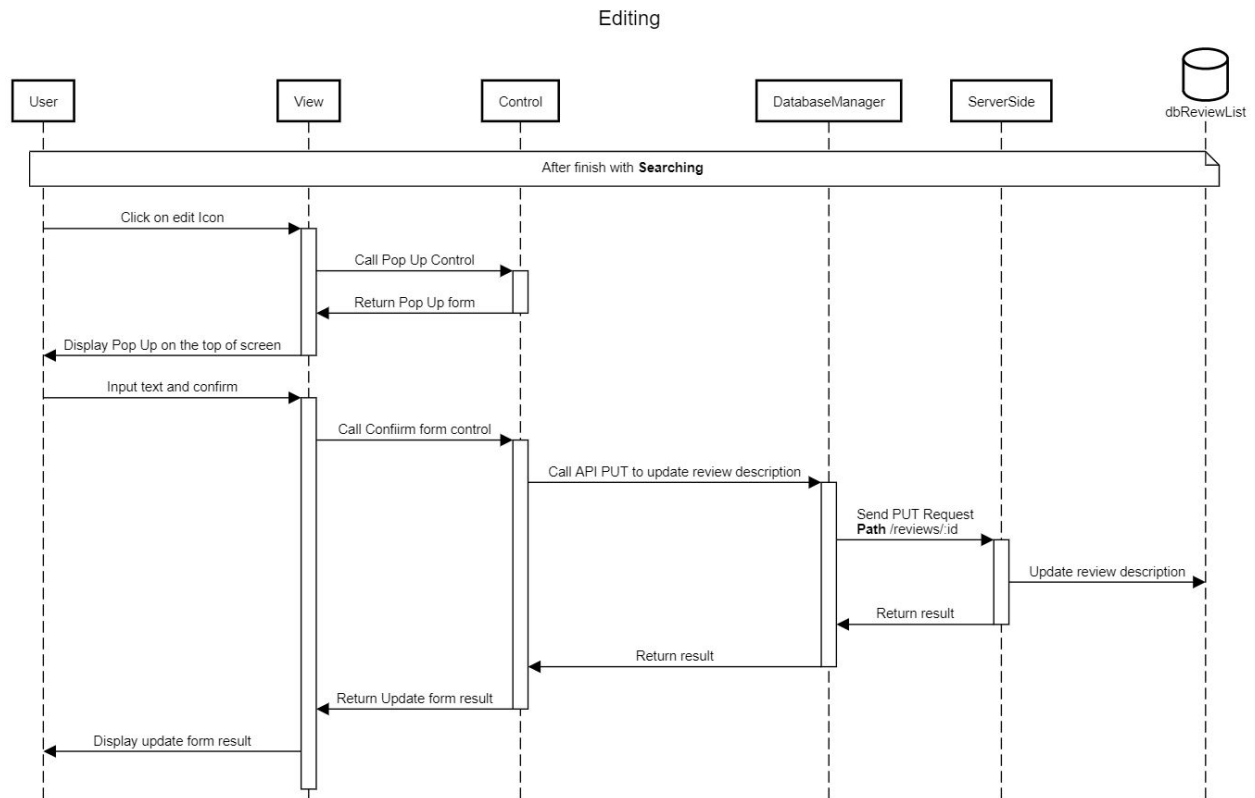 Editing
User
View
Control
DatabaseManager
ServerSide
dbReviewList
After finish with Searching
Click on edit Icon
Call Pop Up Control
Return Pop Up form
Display Pop Up on the top of screen
Input text and confirm
Call Confiirm form control
Call API PUT to update review description
Send PUT Request
Path /reviews/:id
Update review description
Return result
Return result
Return Update form result
Display update form result